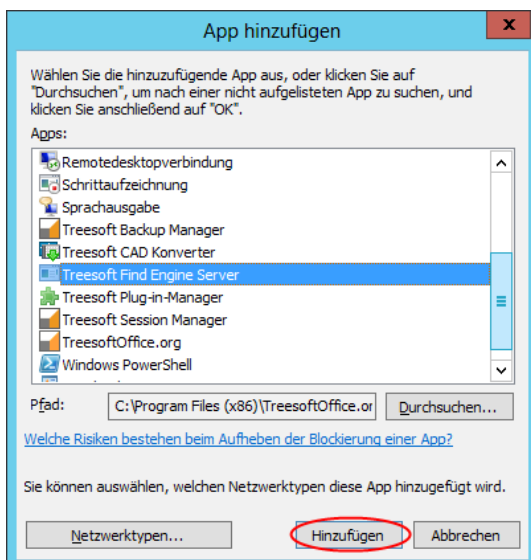 App hinzufügen
x
Wählen Sie die hinzuzufügende App aus, oder klicken Sie auf
"Durchsuchen", um nach einer nicht aufgelisteten App zu suchen, und
klicken Sie anschließend auf "OK".
Apps:
Remotedesktopverbindung
Schrittaufzeichnung
Sprachausgabe
Treesoft Backup Manager
Treesoft CAD Konverter
Treesoft Find Engine Server
Treesoft Plug-in-Manager
Treesoft Session Manager
TreesoftOffice.org
Windows PowerShell
Pfad:
C:\Program Files (x86)\TreesoftOffice.or
Durchsuchen...
Welche Risiken bestehen beim Aufheben der Blockierung einer App?
Sie können auswählen, welchen Netzwerktypen diese App hinzugefügt wird.
Netzwerktypen...
Hinzufügen
Abbrechen